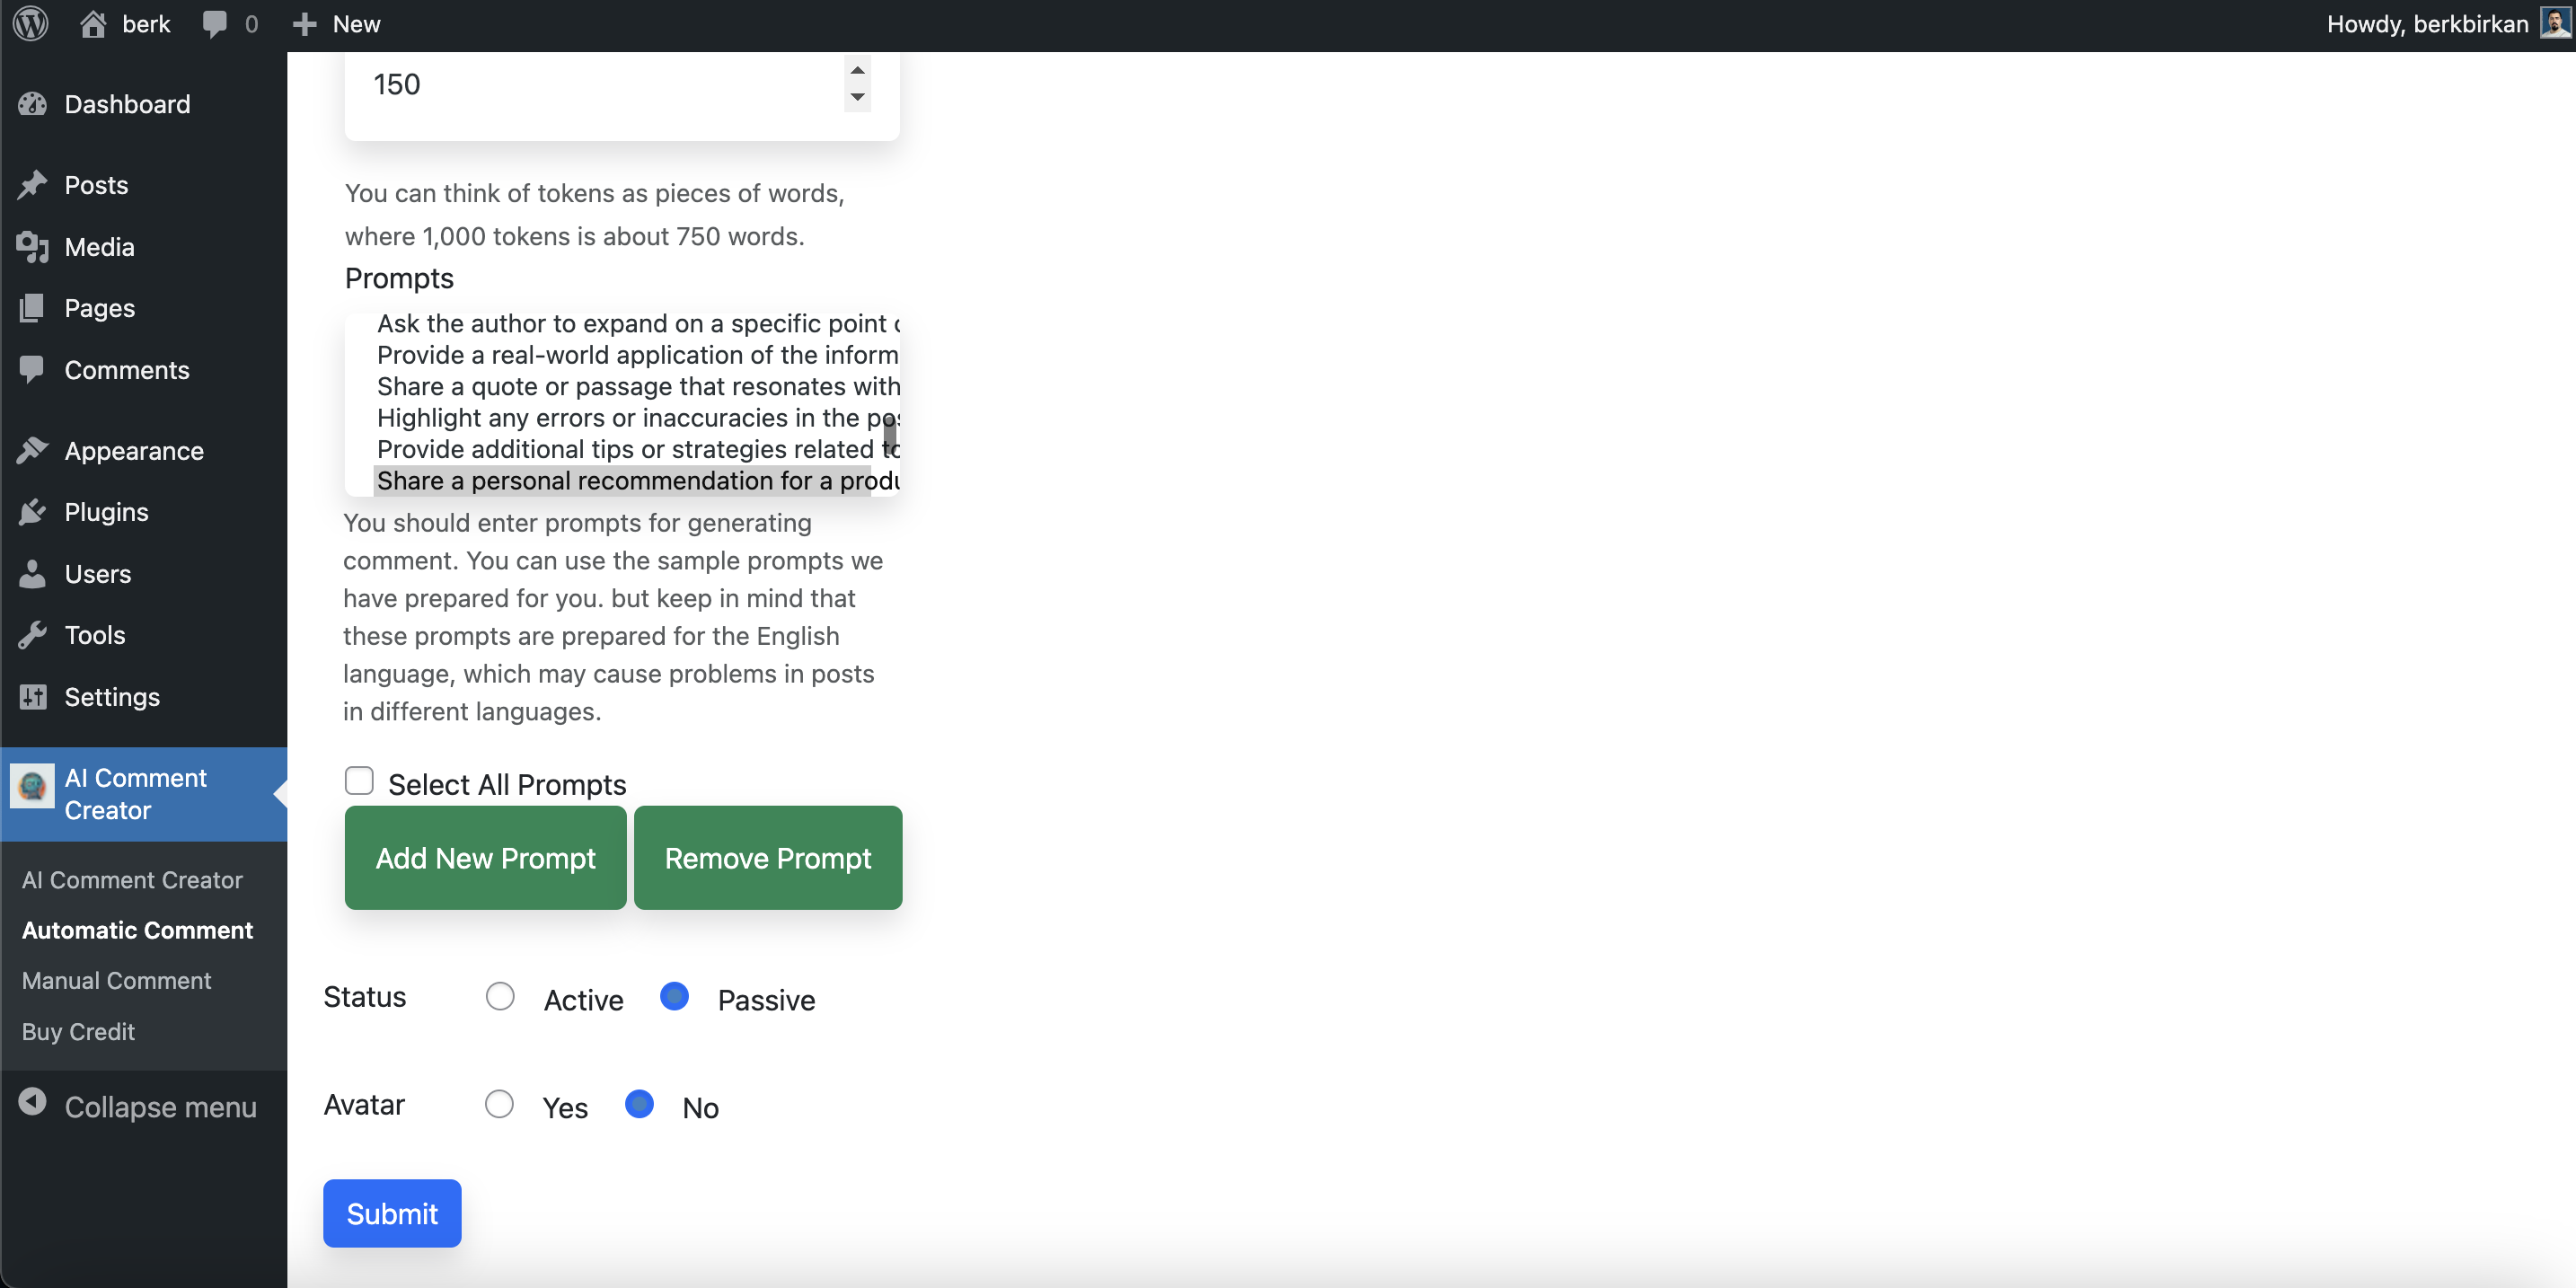 berk
0
New
Howdy, berkbirkan
Dashboard
Posts
Media
Pages
Comments
Appearance
Plugins
Users
Tools
Settings
AI Comment
Creator
AI Comment Creator
Automatic Comment
Manual Comment
Buy Credit
Collapse menu
150
You can think of tokens as pieces of words,
where 1,000 tokens is about 750 words.
Prompts
Ask the author to expand on a specific point
Provide a real-world application of the inform
Share a quote or passage that resonates with
Highlight any errors or inaccuracies in the pos
Provide additional tips or strategies related to
Share a personal recommendation for a produ
You should enter prompts for generating
comment. You can use the sample prompts we
have prepared for you. but keep in mind that
these prompts are prepared for the English
language, which may cause problems in posts
in different languages.
Select All Prompts
Add New Prompt
Remove Prompt
Status
Active
Passive
Avatar
Yes
No
Submit